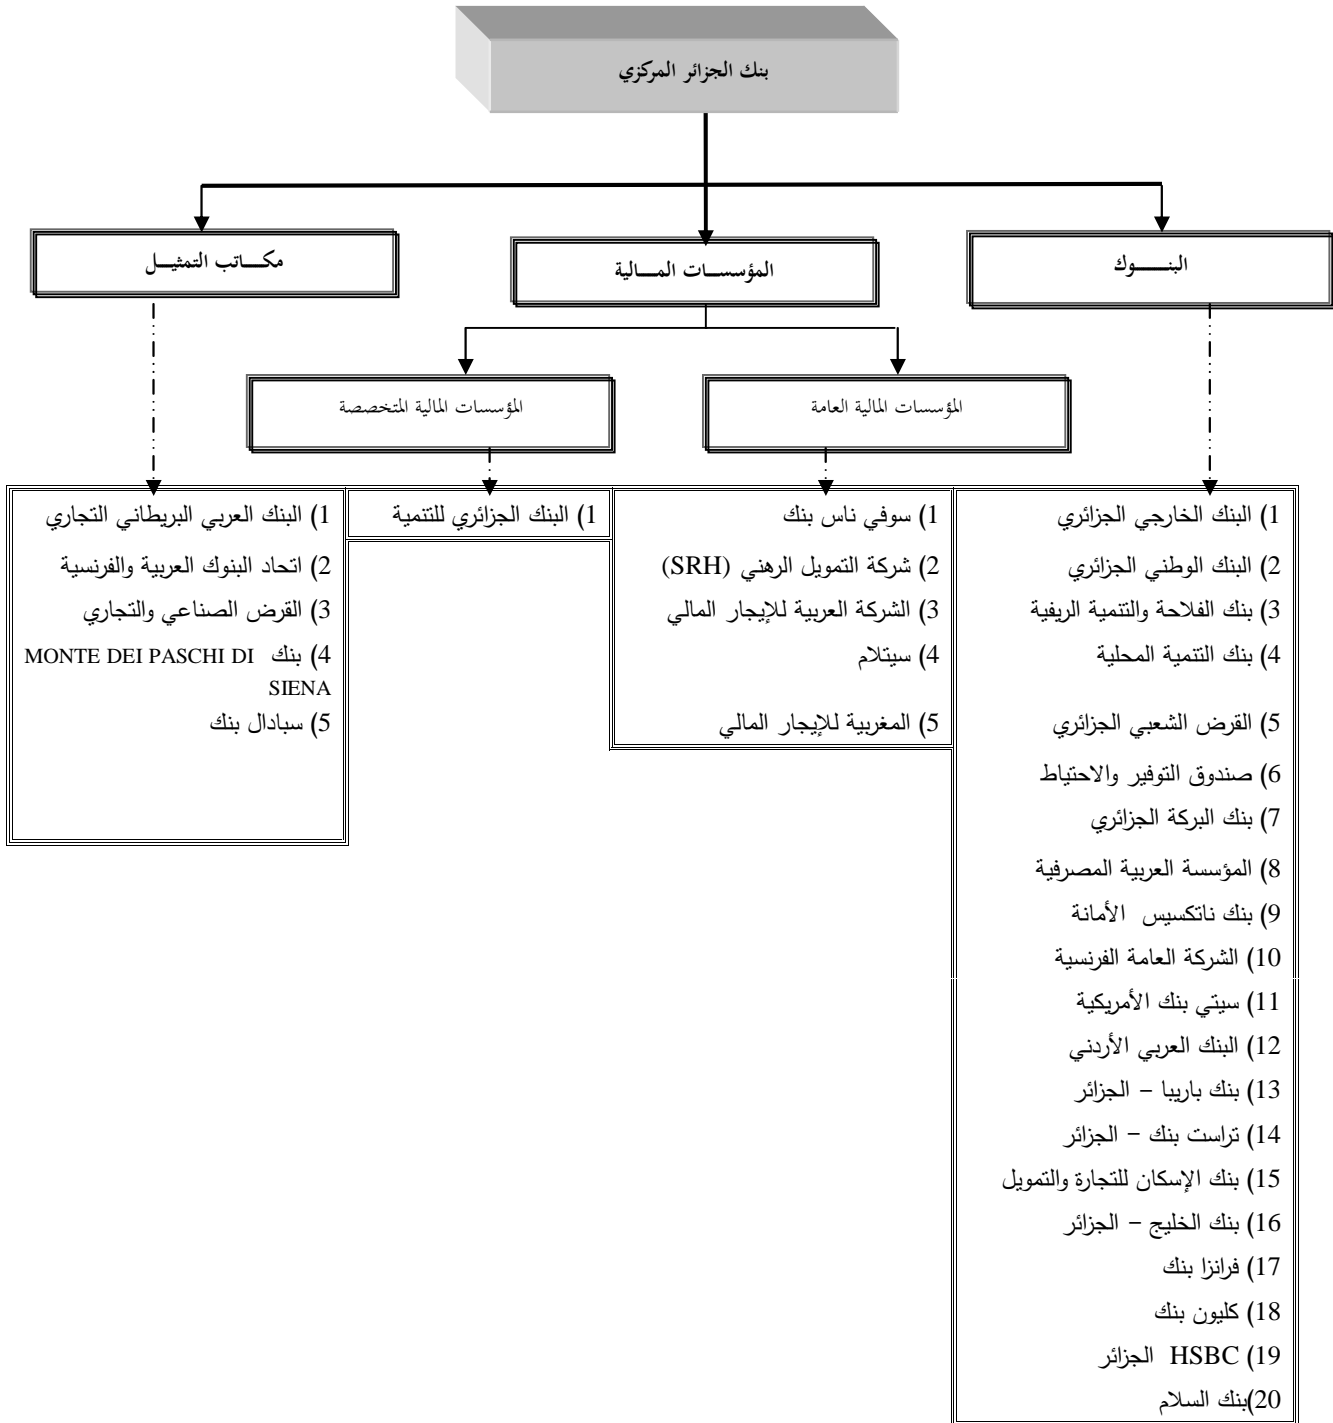 بنك الجزائر المركزي
البنـــــوك
المؤسســات المــالية
مكـــاتب التمثيــل
المؤسسات المالية العامة
المؤسسات المالية المتخصصة
1) البنك الخارجي الجزائري
2) البنك الوطني الجزائري
3) بنك الفلاحة والتنمية الريفية
4) بنك التنمية المحلية
5) القرض الشعبي الجزائري
6) صندوق التوفير والاحتياط
7) بنك البركة الجزائري
8) المؤسسة العربية المصرفية
9) بنك ناتكسيس الأمانة
10) الشركة العامة الفرنسية
11) سيتي بنك الأمريكية
12) البنك العربي الأردني
13) بنك باريبا – الجزائر
14) تراست بنك – الجزائر
15) بنك الإسكان للتجارة والتمويل
16) بنك الخليج – الجزائر
17) فرانزا بنك
18) كليون بنك
19) HSBC الجزائر
20)بنك السلام
1) سوفي ناس بنك
2) شركة التمويل الرهني (SRH)
3) الشركة العربية للإيجار المالي
4) سيتلام
5) المغربية للإيجار المالي
1) البنك الجزائري للتنمية
1) البنك العربي البريطاني التجاري
2) اتحاد البنوك العربية والفرنسية
3) القرض الصناعي والتجاري
4) بنك MONTE DEI PASCHI DI
SIENA
5) سبادال بنك